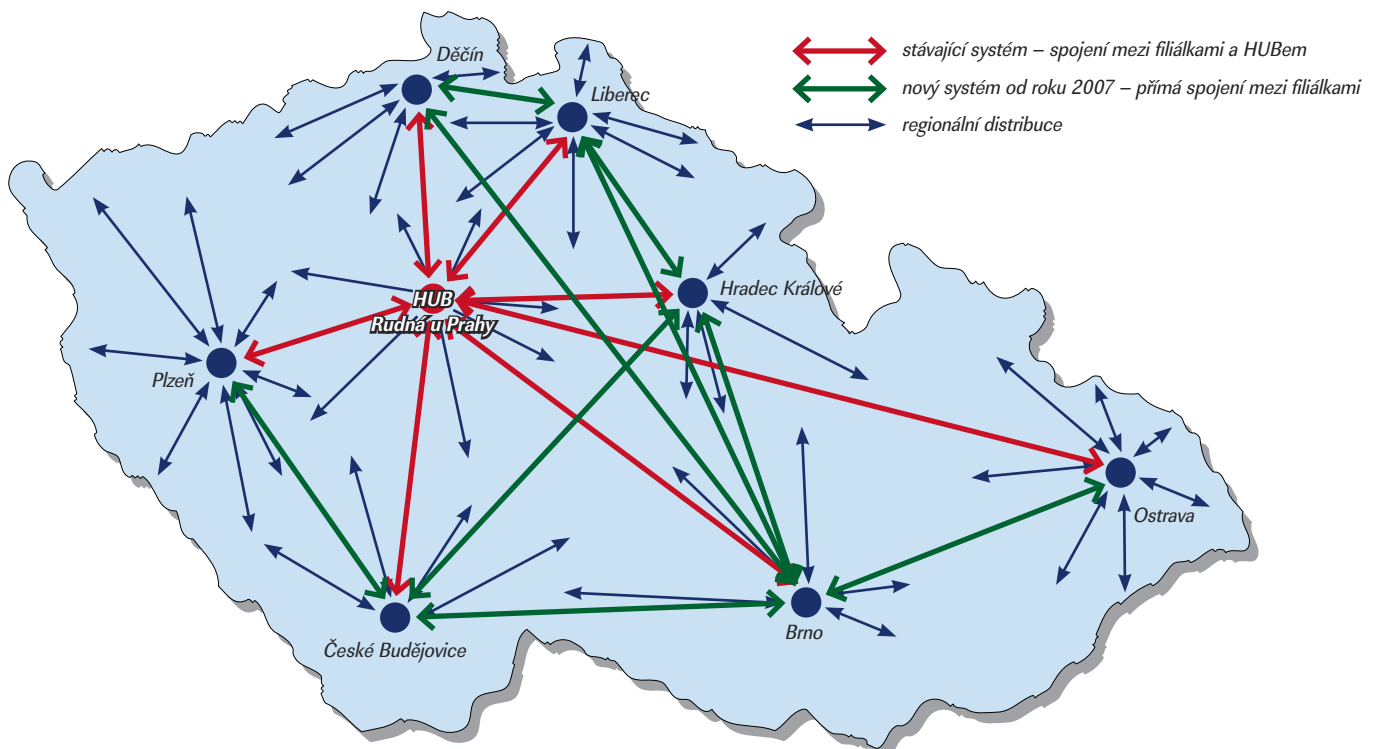 Děčín
Liberec
stávající systém – spojení mezi filiálkami a HUBem
nový systém od roku 2007 – přímá spojení mezi filiálkami
regionální distribuce
HUB
Rudná u Prahy
Hradec Králové
Plzeň
Ostrava
České Budějovice
Brno